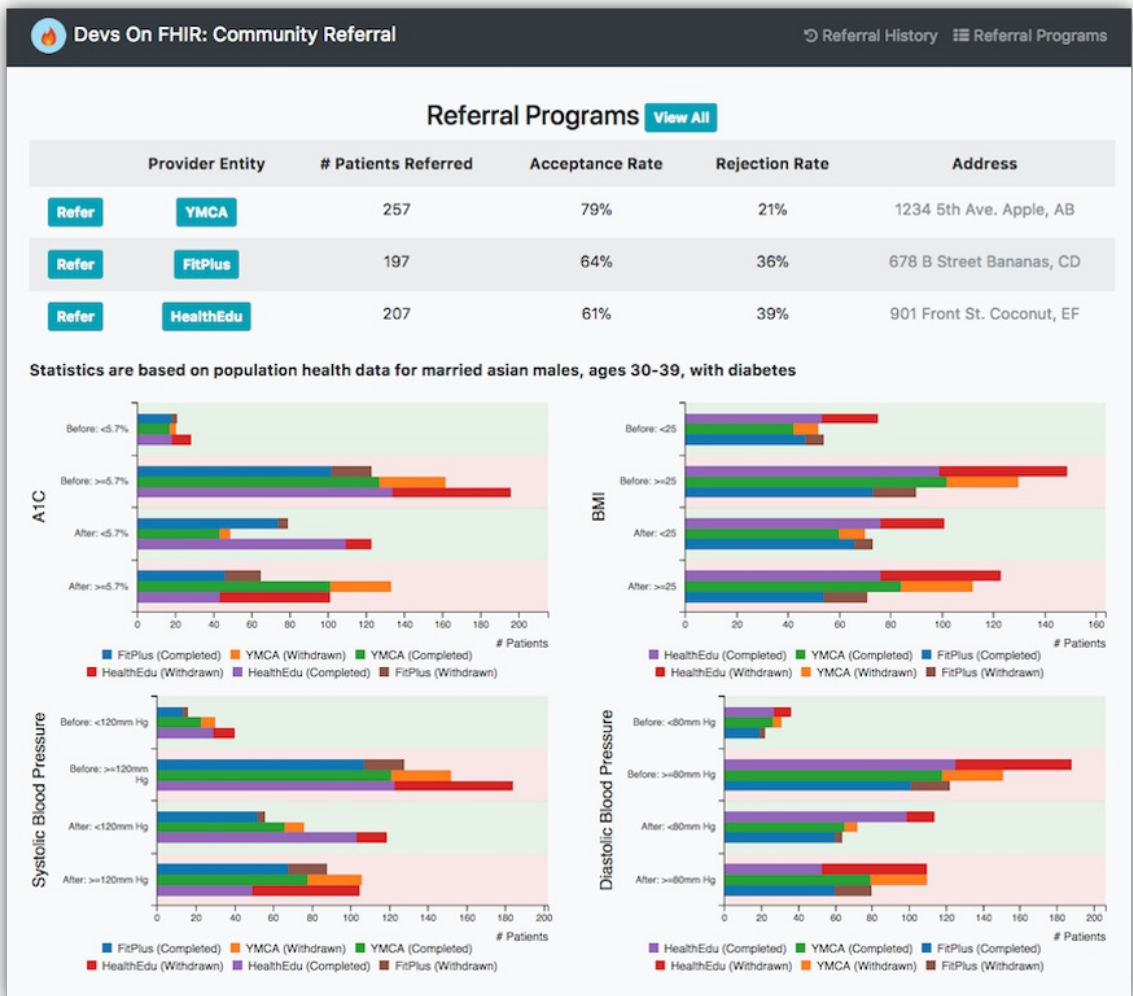 Devs On FHIR: Community Referral
Referral History Referral Programs
Referral Programs View All
Provider Entity # Patients Referred Acceptance Rate Rejection Rate Address
Refer YMCA 257 79% 21% 1234 5th Ave. Apple, AB
Refer FitPlus 197 64% 36% 678 B Street Bananas, CD
Refer HealthEdu 207 61% 39% 901 Front St. Coconut, EF
Statistics are based on population health data for married asian males, ages 30-39, with diabetes
A1C
Before: <5.7%
Before: >=5.7%
After: <5.7%
After: >=5.7%
0 20 40 60 80 100 120 140 160 180 200
# Patients
FitPlus (Completed) YMCA (Withdrawn) YMCA (Completed)
HealthEdu (Withdrawn) HealthEdu (Completed) FitPlus (Withdrawn)
BMI
Before: <25
Before: >=25
After: <25
After: >=25
0 20 40 60 80 100 120 140 160
# Patients
HealthEdu (Completed) YMCA (Completed) FitPlus (Completed)
HealthEdu (Withdrawn) YMCA (Withdrawn) FitPlus (Withdrawn)
Systolic Blood Pressure
Before: <120mm Hg
Before: >=120mm
Hg
After: <120mm Hg
After: >=120mm Hg
0 20 40 60 80 100 120 140 160 180 200
# Patients
FitPlus (Completed) YMCA (Withdrawn) YMCA (Completed)
HealthEdu (Withdrawn) HealthEdu (Completed) FitPlus (Withdrawn)
Diastolic Blood Pressure
Before: <80mm Hg
Before: >=80mm Hg
After: <80mm Hg
After: >=80mm Hg
0 20 40 60 80 100 120 140 160 180 200
# Patients
HealthEdu (Completed) YMCA (Completed) FitPlus (Completed)
HealthEdu (Withdrawn) YMCA (Withdrawn) FitPlus (Withdrawn)